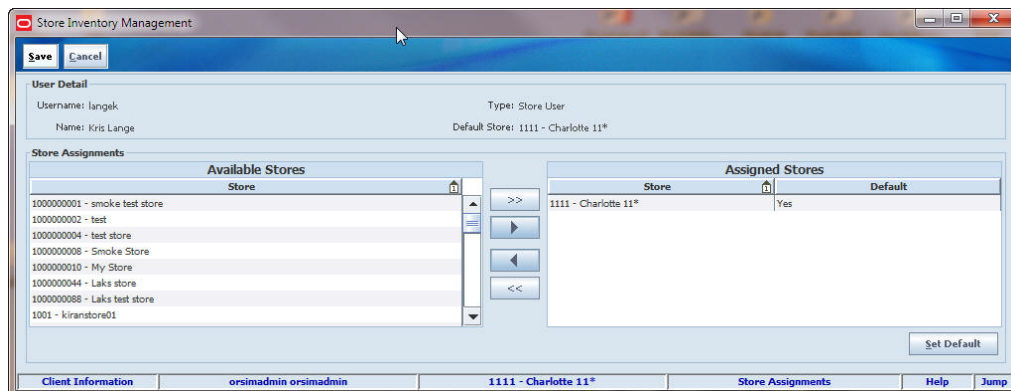 Store Inventory Management
Save Cancel
User Detail
Username: langek Type: Store User
Name: Kris Lange Default Store: 1111 - Charlotte 11*
Store Assignments
Available Stores Assigned Stores
Store 1 Store 1 Default
1000000001 - smoke test store >> 1111 - Charlotte 11* Yes
1000000002 - test
1000000004 - test store
1000000008 - Smoke Store
1000000010 - My Store
1000000044 - Laks store <<
1000000088 - Laks test store
1001 - kiranstore01
Set Default
Client Information orsimadmin orsimadmin 1111 - Charlotte 11* Store Assignments Help Jump